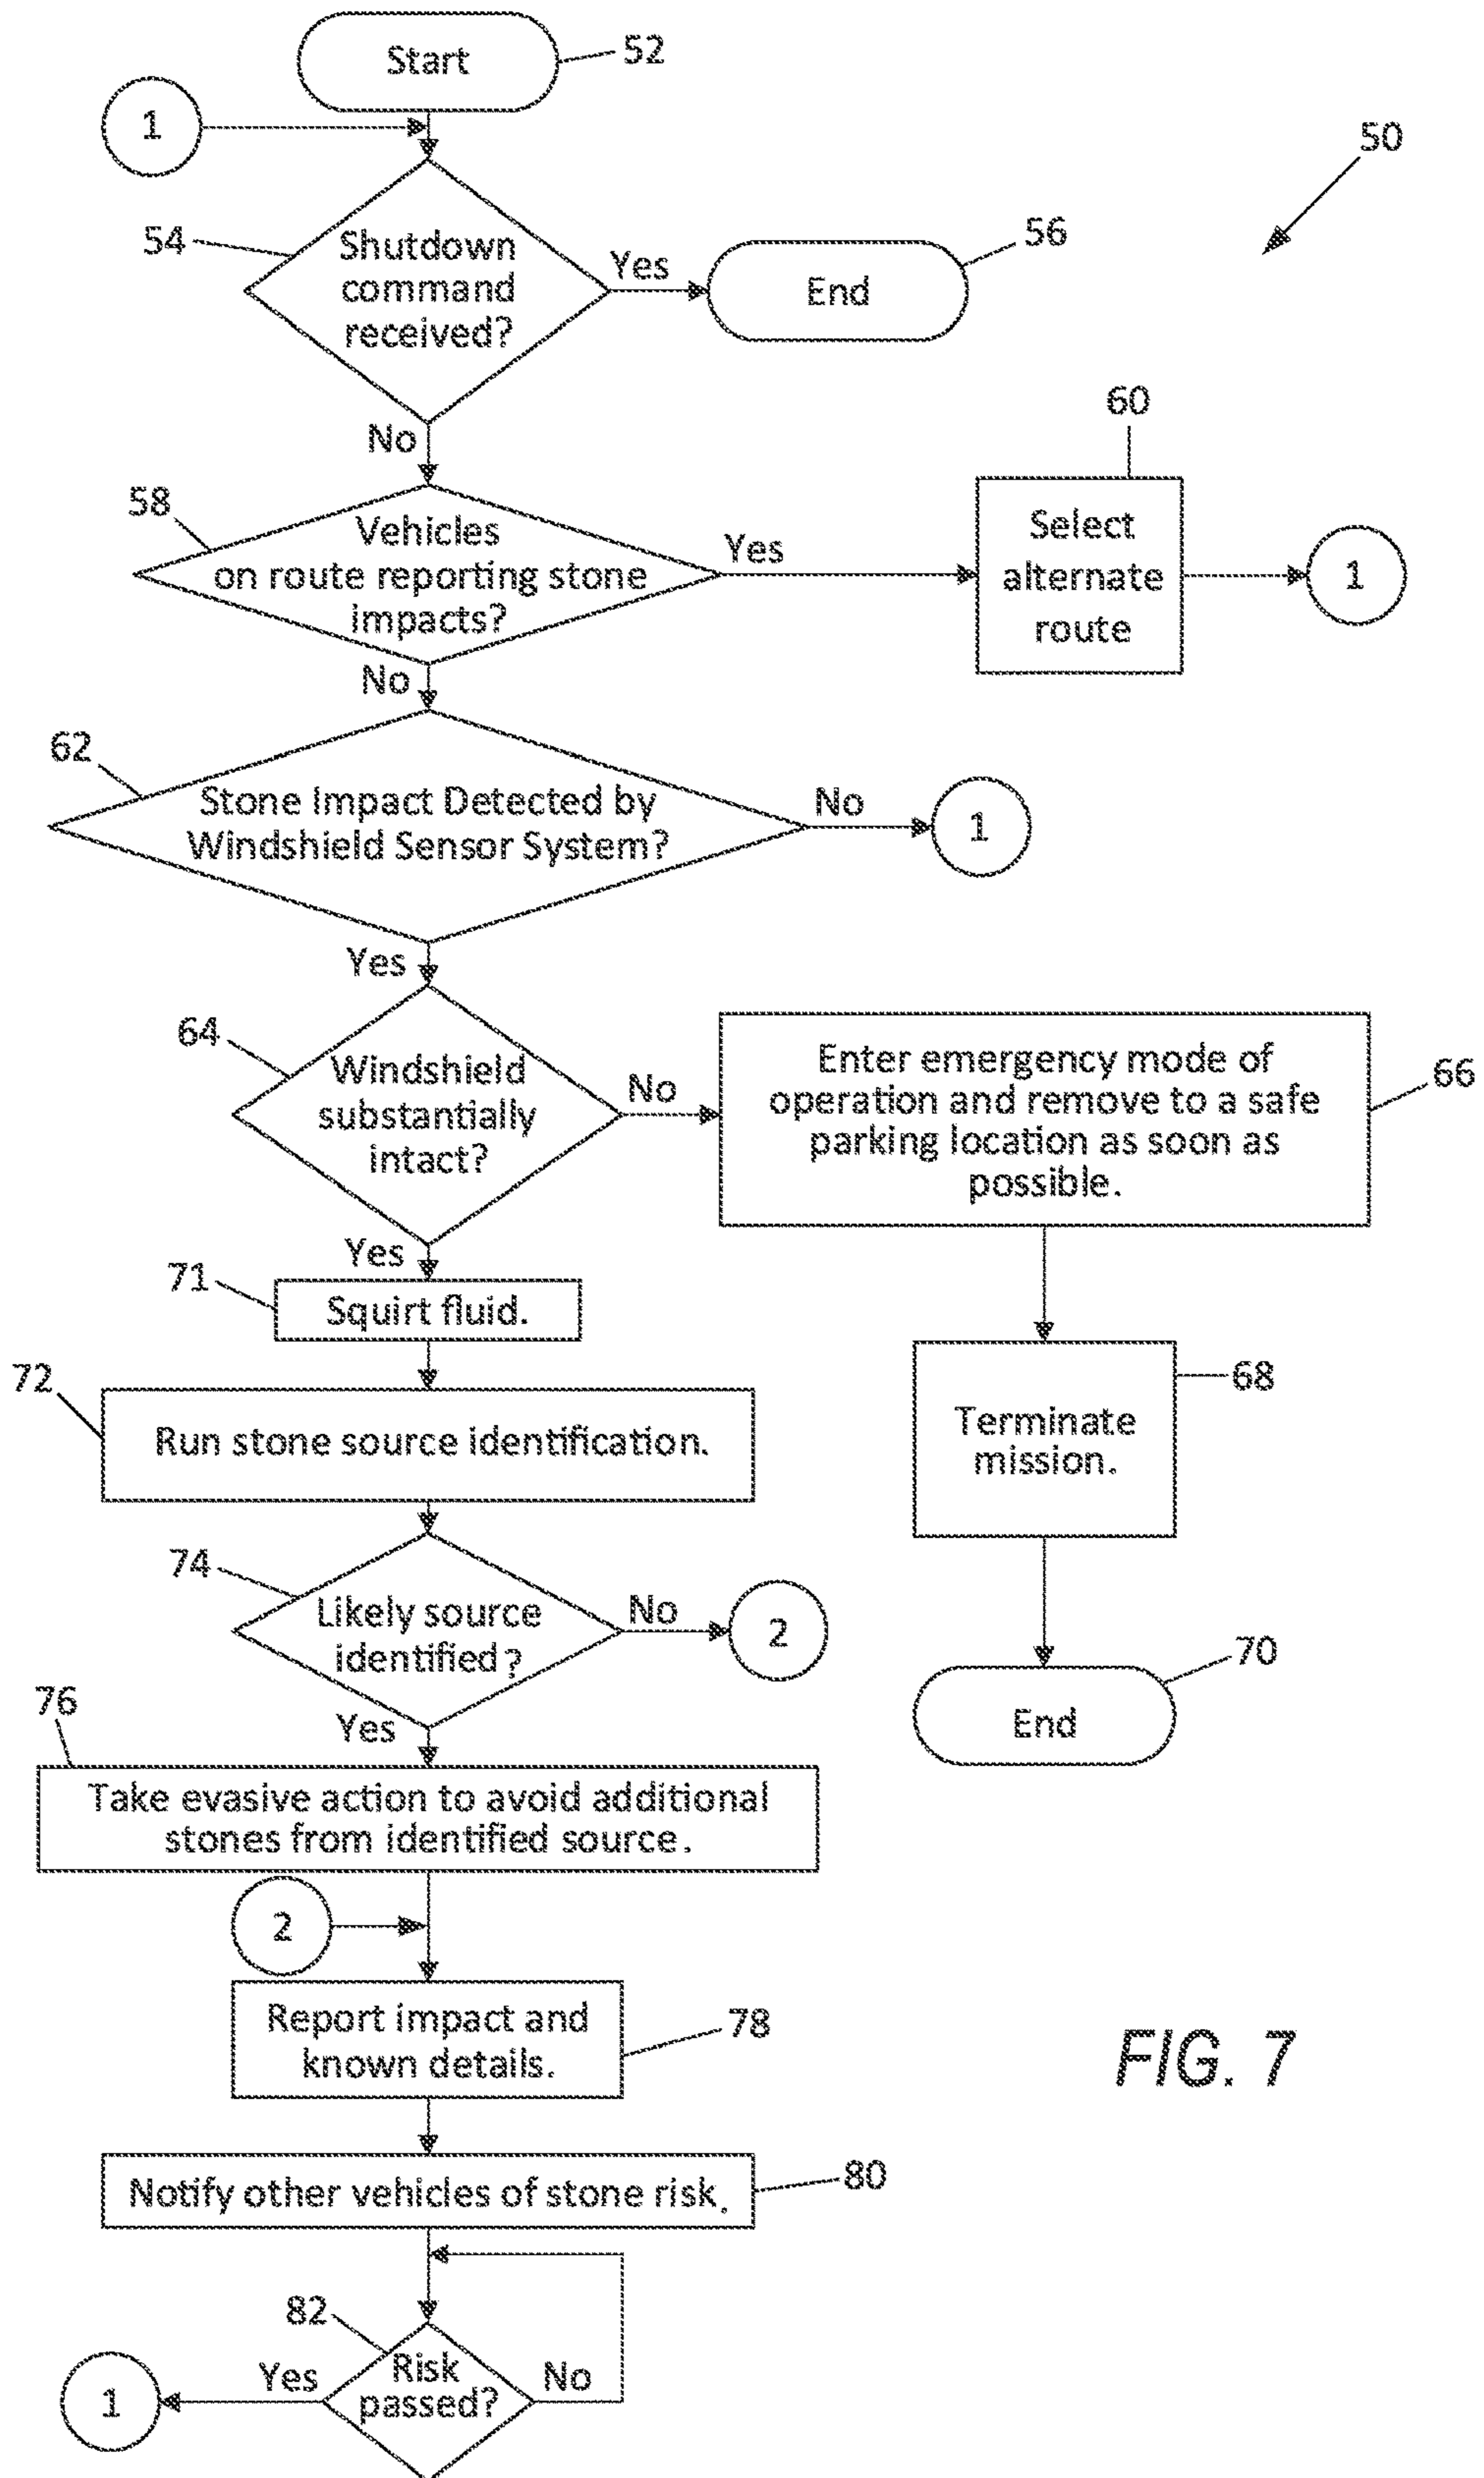 Start
52
1
50
54
Shutdown
command
received?
Yes
End
56
No
60
58
Vehicles
on route reporting stone
impacts?
Yes
Select
alternate
route
1
No
62
Stone Impact Detected by
Windshield Sensor System?
No
1
Yes
64
Windshield
substantially
intact?
No
Enter emergency mode of
operation and remove to a safe
parking location as soon as
possible.
66
Yes
71
Squirt fluid.
72
Run stone source identification.
68
Terminate
mission.
74
Likely source
identified?
No
2
70
End
76
Yes
Take evasive action to avoid additional
stones from identified source.
2
Report impact and
known details.
78
FIG. 7
Notify other vehicles of stone risk.
80
82
Risk
passed?
Yes
No
1